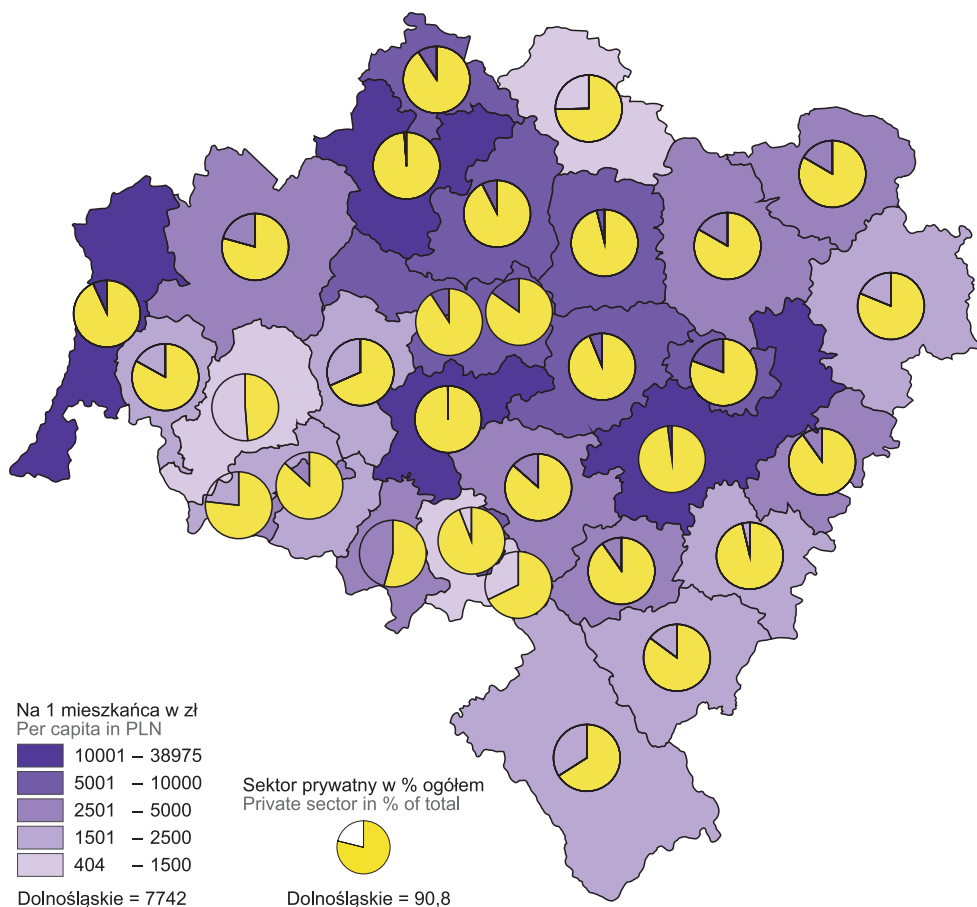 Na 1 mieszkańca w zł
Per capita in PLN
10001 – 38975
5001 – 10000
2501 – 5000
1501 – 2500
404 – 1500
Dolnośląskie = 7742
Sektor prywatny w % ogółem
Private sector in % of total
Dolnośląskie = 90,8